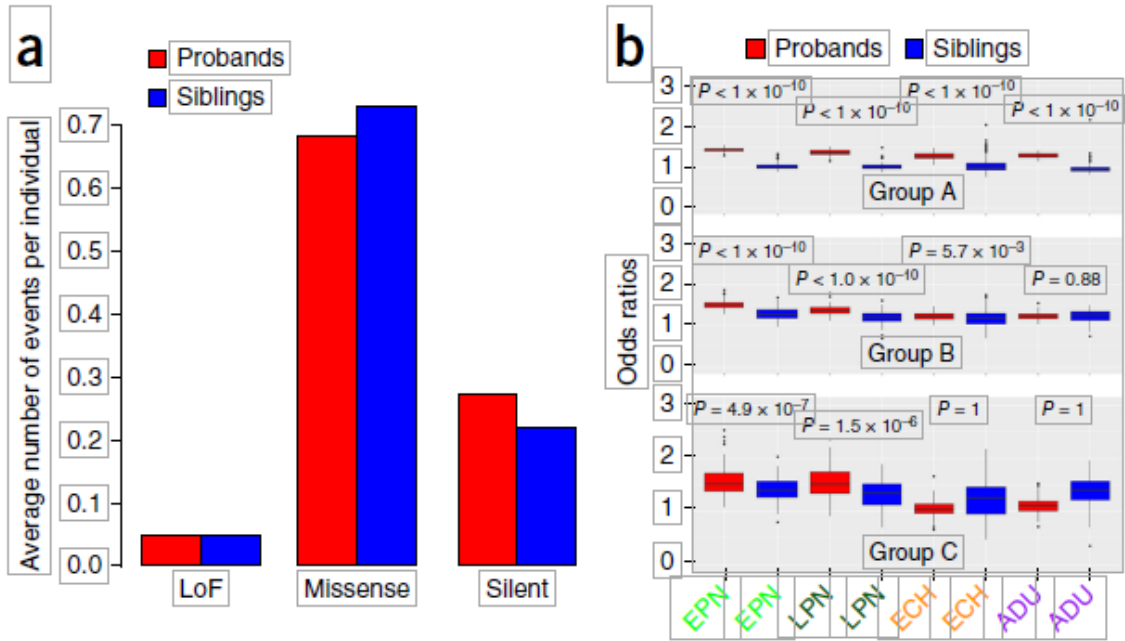 a
Probands
Siblings
Average number of events per individual
0.7
0.6
0.5
0.4
0.3
0.2
0.1
0.0
LoF Missense Silent
b
Probands Siblings
Odds ratios
3
2
1
0
P < 1 × 10⁻¹⁰ P < 1 × 10⁻¹⁰ P < 1 × 10⁻¹⁰ P < 1 × 10⁻¹⁰
Group A
3
2
1
0
P < 1 × 10⁻¹⁰ P < 1.0 × 10⁻¹⁰ P = 5.7 × 10⁻³ P = 0.88
Group B
3
2
1
0
P = 4.9 × 10⁻⁷ P = 1.5 × 10⁻⁶ P = 1 P = 1
Group C
EPN EPN LPN LPN ECH ECH ADU ADU